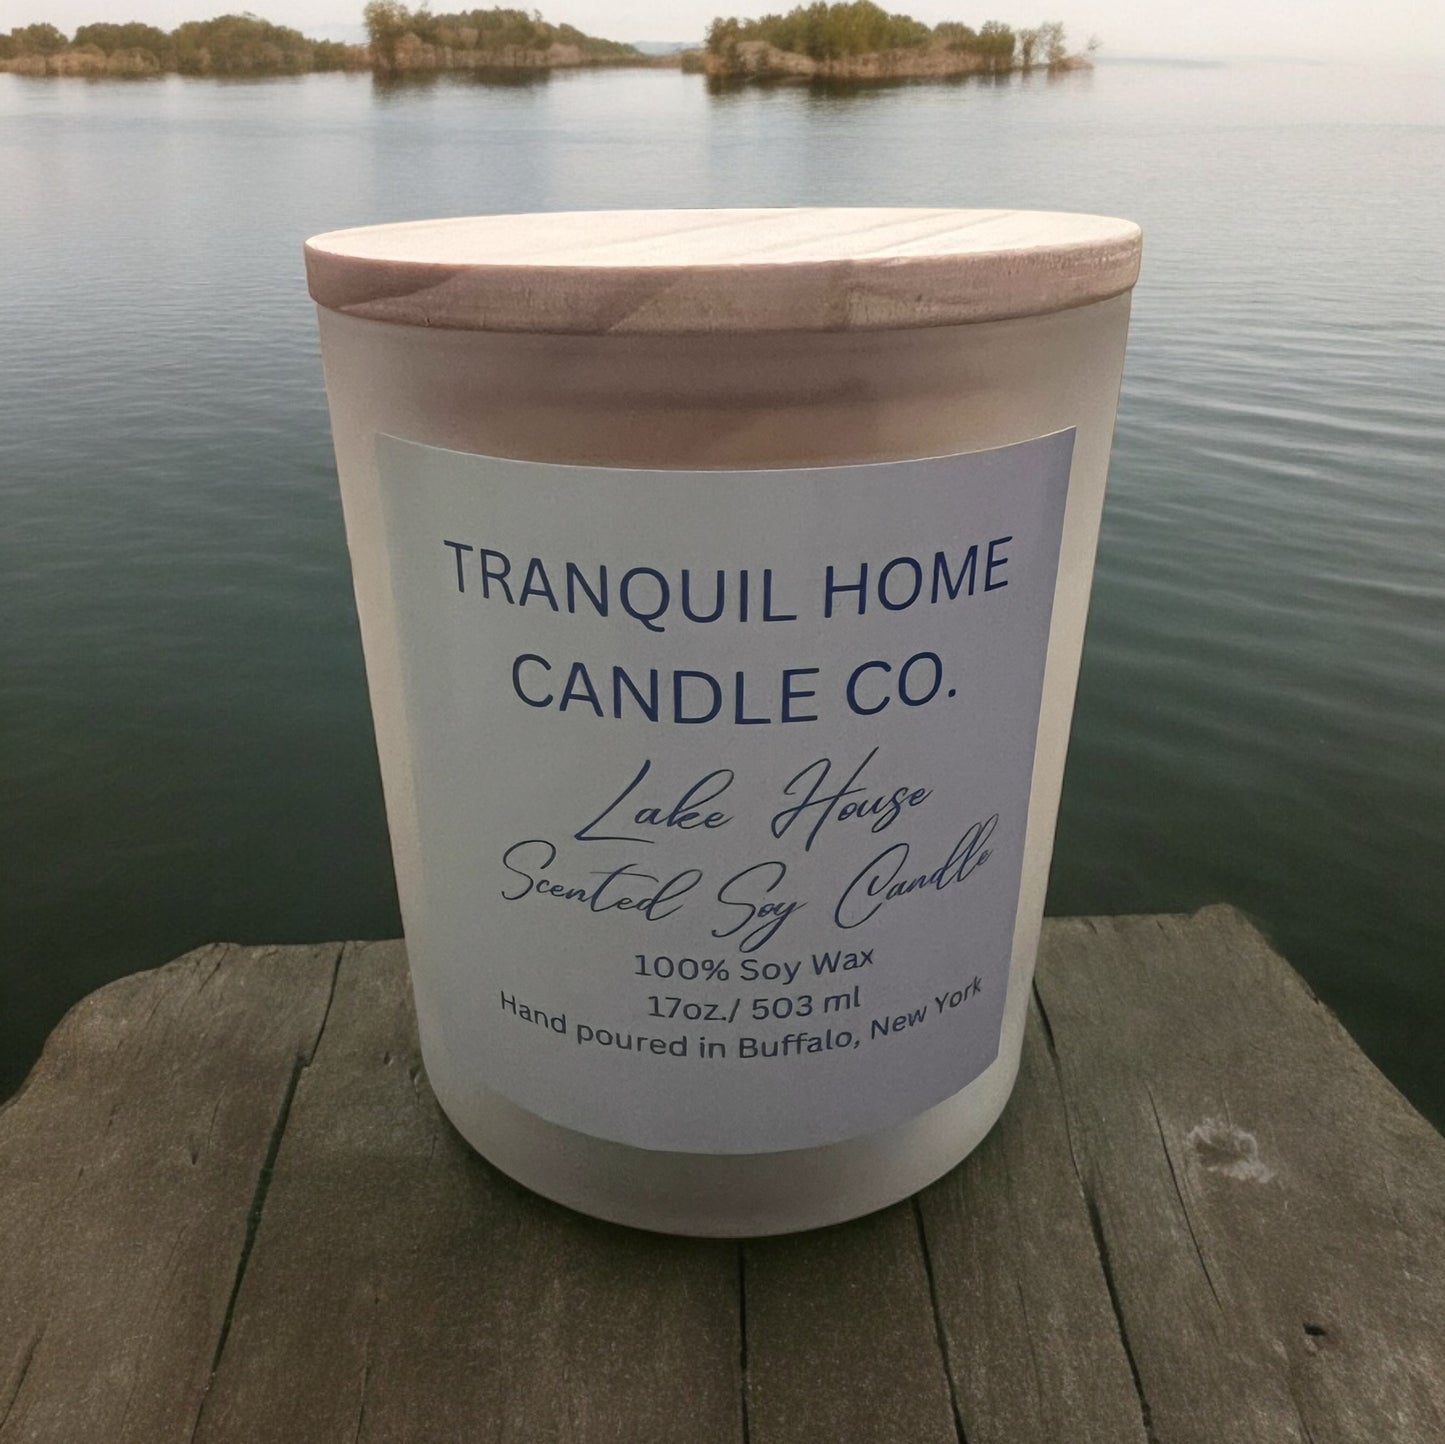 TRANQUIL HOME
CANDLE CO.
Lake House
Scented Soy Candle
100% Soy Wax
17oz./ 503 ml
Hand poured in Buffalo, New York